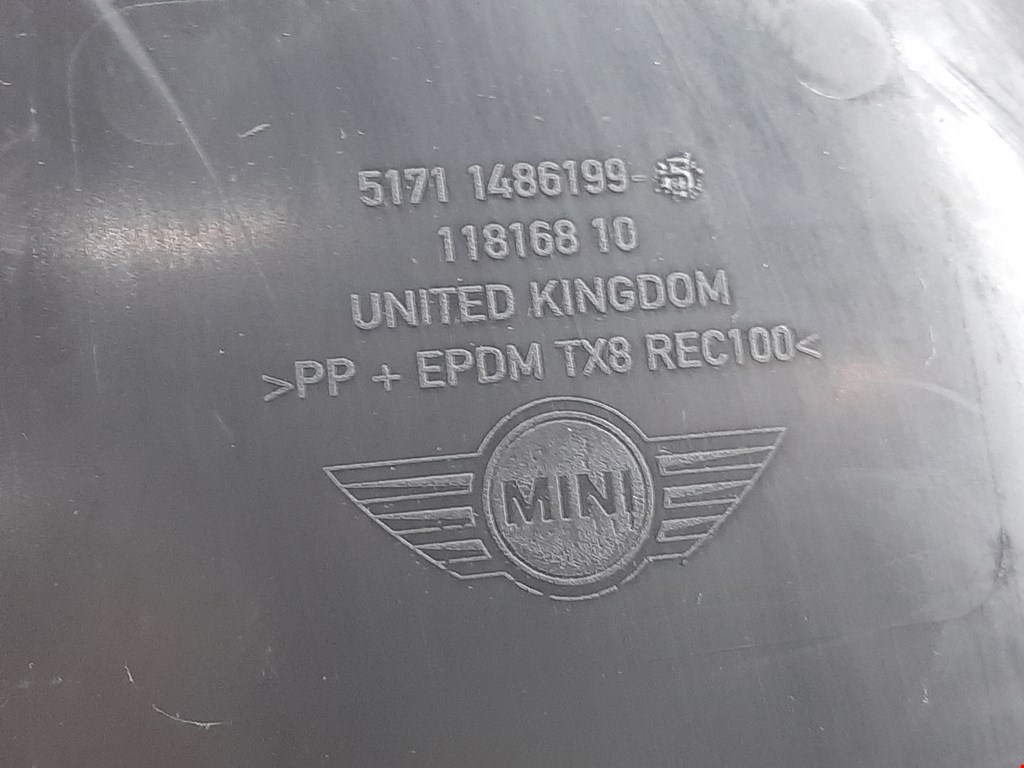 5171 1486199-5
118168 10
UNITED KINGDOM
>PP + EPDM TX8 REC100<
MINI